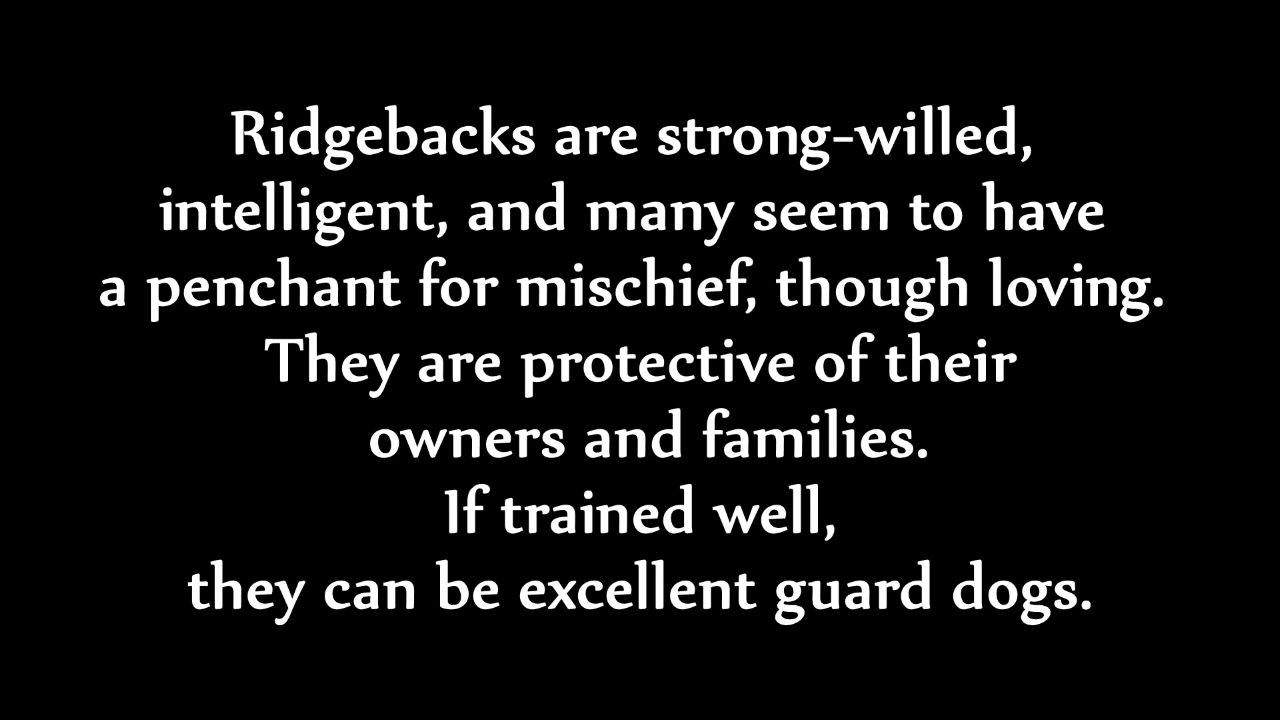 Ridgebacks are strong-willed,
intelligent, and many seem to have
a penchant for mischief, though loving.
They are protective of their
owners and families.
If trained well,
they can be excellent guard dogs.